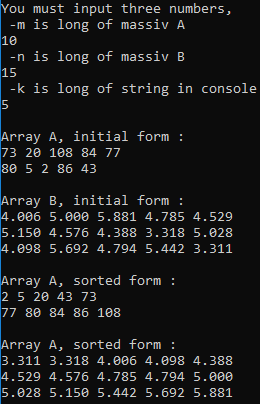 You must input three numbers,
-m is long of massiv A
10
-n is long of massiv B
15
-k is long of string in console
5
Array A, initial form :
73 20 108 84 77
80 5 2 86 43
Array B, initial form :
4.006 5.000 5.881 4.785 4.529
5.150 4.576 4.388 3.318 5.028
4.098 5.692 4.794 5.442 3.311
Array A, sorted form :
2 5 20 43 73
77 80 84 86 108
Array A, sorted form :
3.311 3.318 4.006 4.098 4.388
4.529 4.576 4.785 4.794 5.000
5.028 5.150 5.442 5.692 5.881